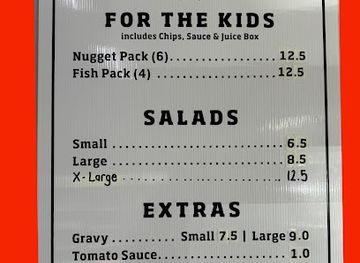 FOR THE KIDS
includes Chips, Sauce & Juice Box
Nugget Pack (6)................ 12.5
Fish Pack (4) .................. 12.5
SALADS
Small .......................... 6.5
Large .......................... 8.5
X-Large ........................ 12.5
EXTRAS
Gravy .......... Small 7.5 | Large 9.0
Tomato Sauce.................... 1.0